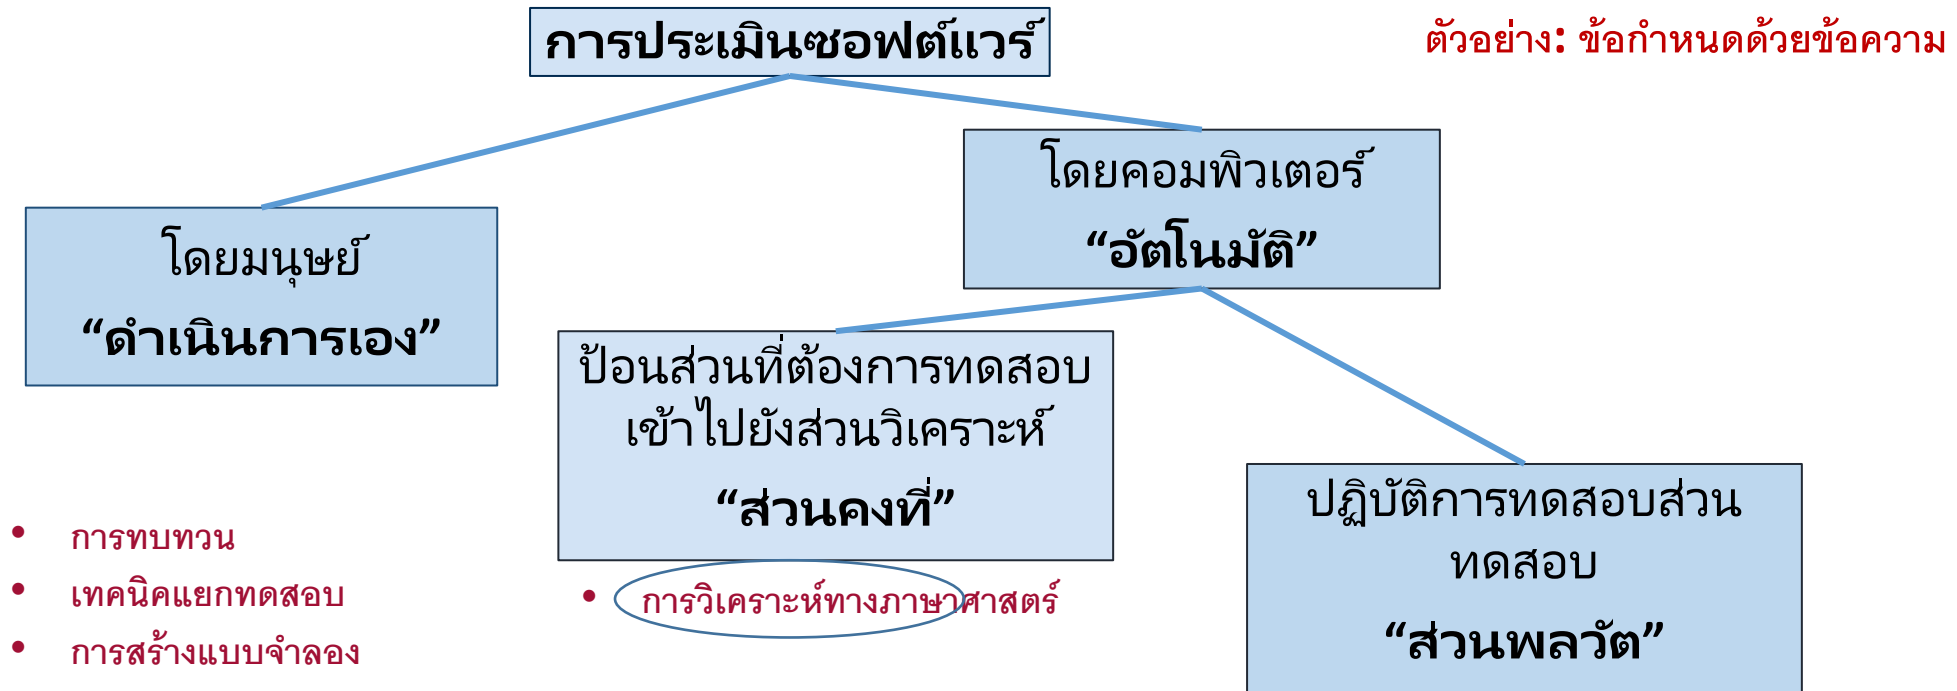 การประเมินซอฟต์แวร์
ตัวอย่าง: ข้อกำหนดด้วยข้อความ
โดยคอมพิวเตอร์
“อัตโนมัติ”
โดยมนุษย์
“ดำเนินการเอง”
ป้อนส่วนที่ต้องการทดสอบ
เข้าไปยังส่วนวิเคราะห์
“ส่วนคงที่”
ปฏิบัติการทดสอบส่วน
ทดสอบ
“ส่วนพลวัต”
• การทบทวน
• เทคนิคแยกทดสอบ
• การสร้างแบบจำลอง
• การวิเคราะห์ทางภาษาศาสตร์